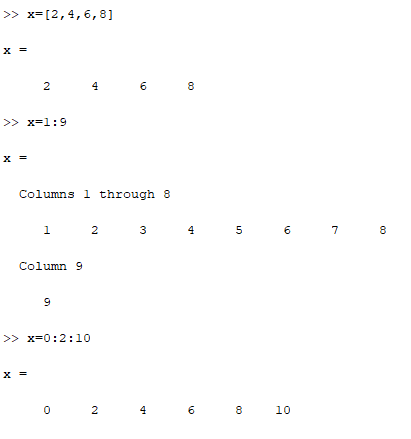 >> x=[2,4,6,8]
x =
2 4 6 8
>> x=1:9
x =
Columns 1 through 8
1 2 3 4 5 6 7 8
Column 9
9
>> x=0:2:10
x =
0 2 4 6 8 10